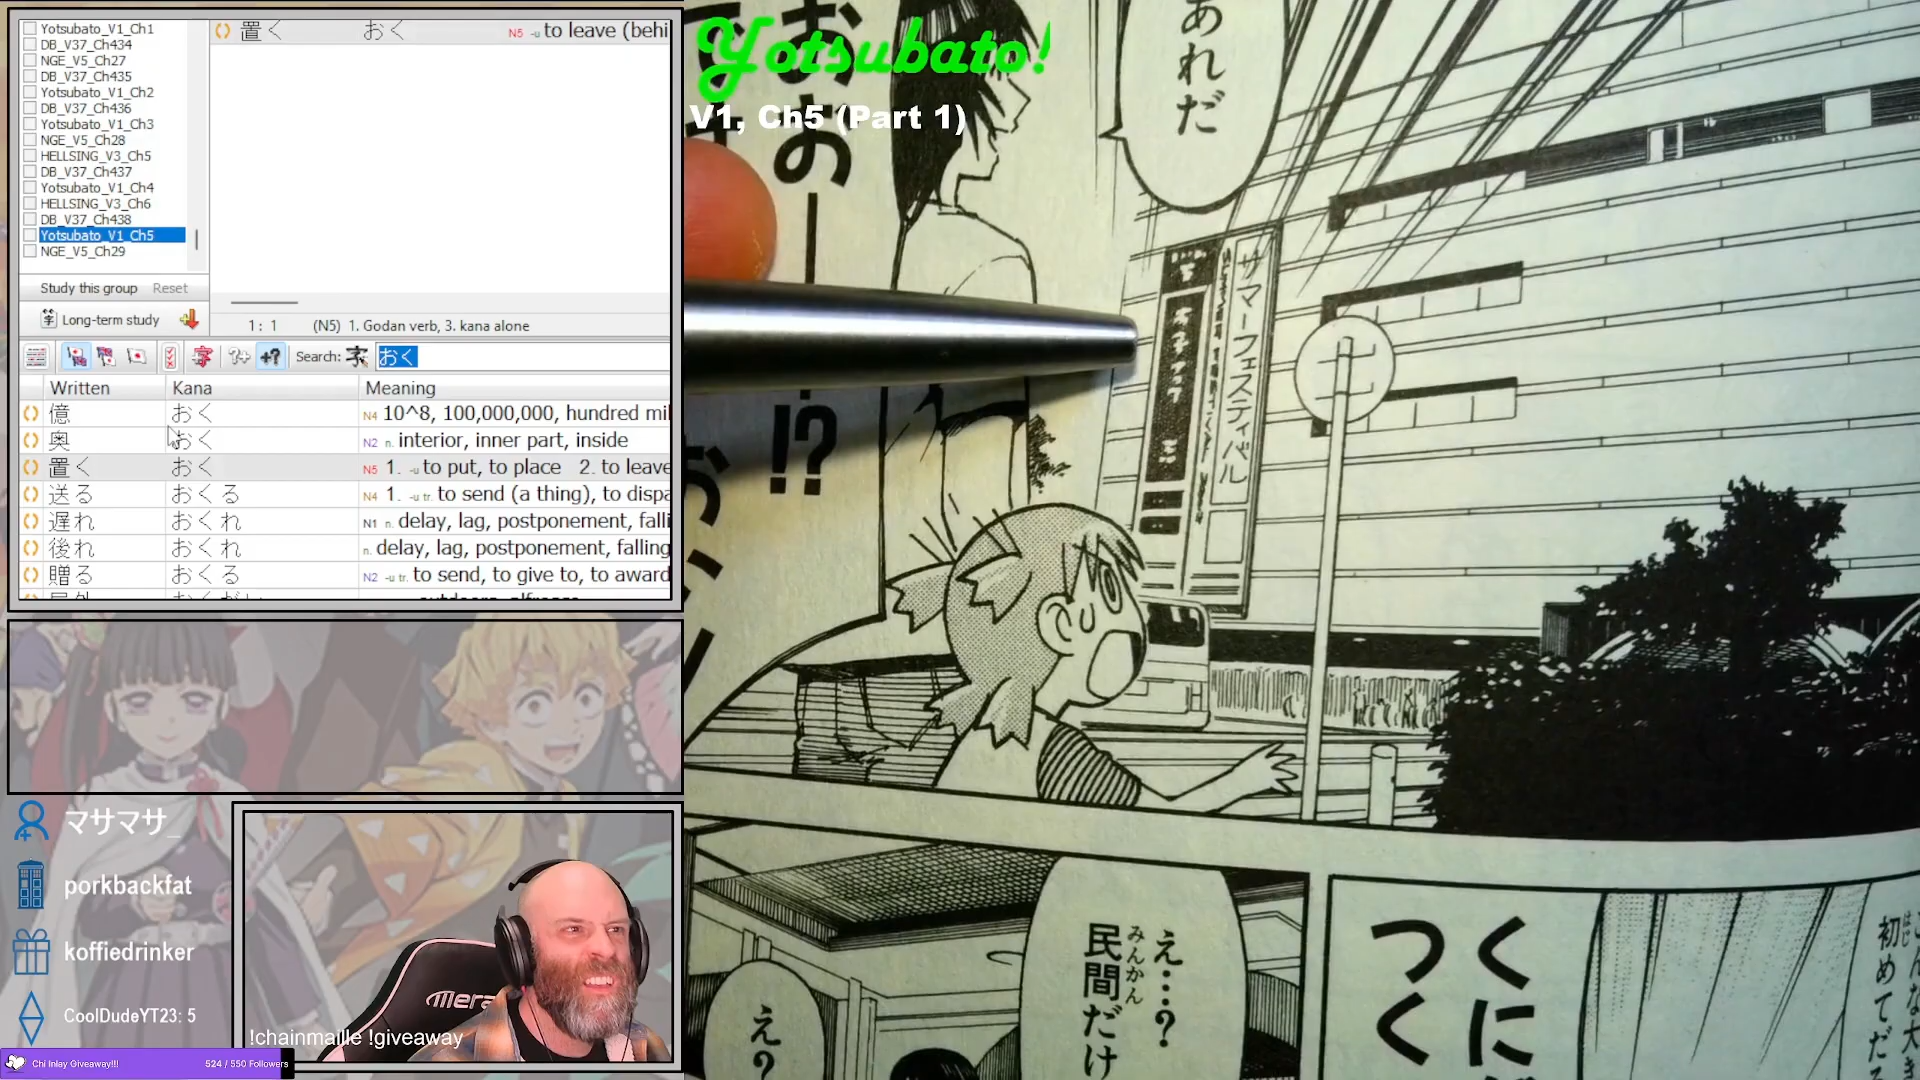 Yotsubato_V1_Ch1
DB_V37_Ch434
NGE_V5_Ch27
DB_V37_Ch435
Yotsubato_V1_Ch2
DB_V37_Ch436
Yotsubato_V1_Ch3
NGE_V5_Ch28
HELLSING_V3_Ch5
DB_V37_Ch437
Yotsubato_V1_Ch4
HELLSING_V3_Ch6
DB_V37_Ch438
Yotsubato_V1_Ch5
NGE_V5_Ch29
Study this group Reset
Long-term study
置く おく N5 -u to leave (behi
1: 1 (N5) 1. Godan verb, 3. kana alone
Search: おく
Written Kana Meaning
億 おく N4 10^8, 100,000,000, hundred mil
奥 おく N2 n. interior, inner part, inside
置く おく N5 1. -u to put, to place 2. to leave
送る おくる N4 1. -u tr. to send (a thing), to dispa
遅れ おくれ N1 n. delay, lag, postponement, falli
後れ おくれ n. delay, lag, postponement, falling
贈る おくる N2 -u tr. to send, to give to, to award
Yotsubato!
V1, Ch5 (Part 1)
あれだ
サマーフェスティバル
!?
え…?
民間だけ
みんかん
え?
くに
つく
初めてだ
はじ
マサマサ_
porkbackfat
koffiedrinker
CoolDudeYT23: 5
!chainmaille !giveaway
Chi Inlay Giveaway!!! 524 / 550 Followers